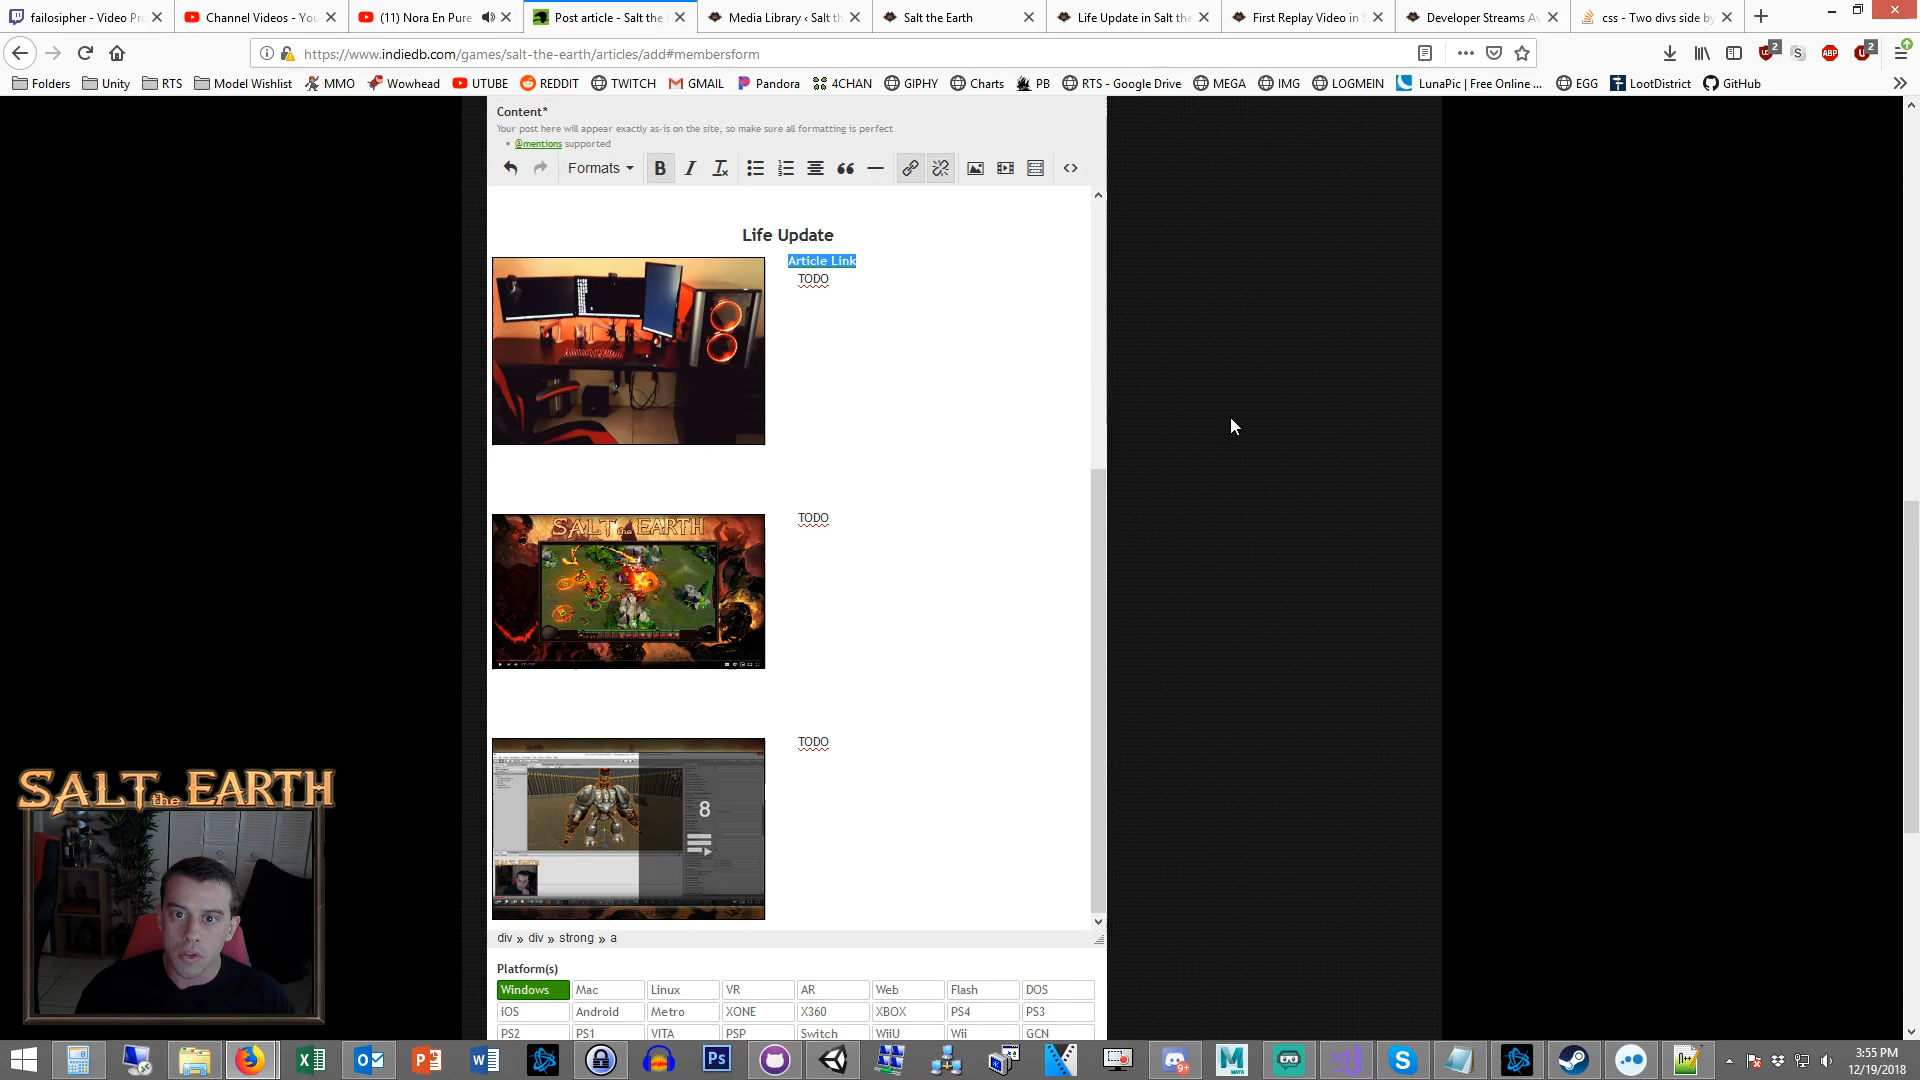 failosipher - Video Pr
Channel Videos - You
(11) Nora En Pure
Post article - Salt the
Media Library ‹ Salt th
Salt the Earth
Life Update in Salt the
First Replay Video in S
Developer Streams Av
css - Two divs side by
https://www.indiedb.com/games/salt-the-earth/articles/add#membersform
2
S
ABP
2
Folders
Unity
RTS
Model Wishlist
MMO
Wowhead
UTUBE
REDDIT
TWITCH
GMAIL
Pandora
4CHAN
GIPHY
Charts
PB
RTS - Google Drive
MEGA
IMG
LOGMEIN
LunaPic | Free Online ...
EGG
LootDistrict
GitHub
Content*
Your post here will appear exactly as-is on the site, so make sure all formatting is perfect
• @mentions supported
Formats
B
I
Life Update
Article Link
TODO
SALT the EARTH
TODO
TODO
8
div » div » strong » a
Platform(s)
Windows Mac Linux VR AR Web Flash DOS
iOS Android Metro XONE X360 XBOX PS4 PS3
PS2 PS1 VITA PSP Switch WiiU Wii GCN
SALT the EARTH
Ps
9+
3:55 PM
12/19/2018